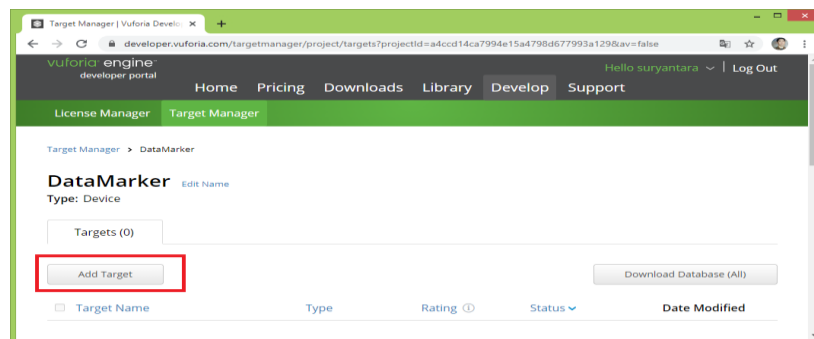 Target Manager | Vuforia Develo
developer.vuforia.com/targetmanager/project/targets?projectId=a4ccd14ca7994e15a4798d677993a129&av=false
vuforia engine
developer portal
Hello suryantara | Log Out
Home Pricing Downloads Library Develop Support
License Manager Target Manager
Target Manager > DataMarker
DataMarker Edit Name
Type: Device
Targets (0)
Add Target Download Database (All)
Target Name Type Rating Status Date Modified